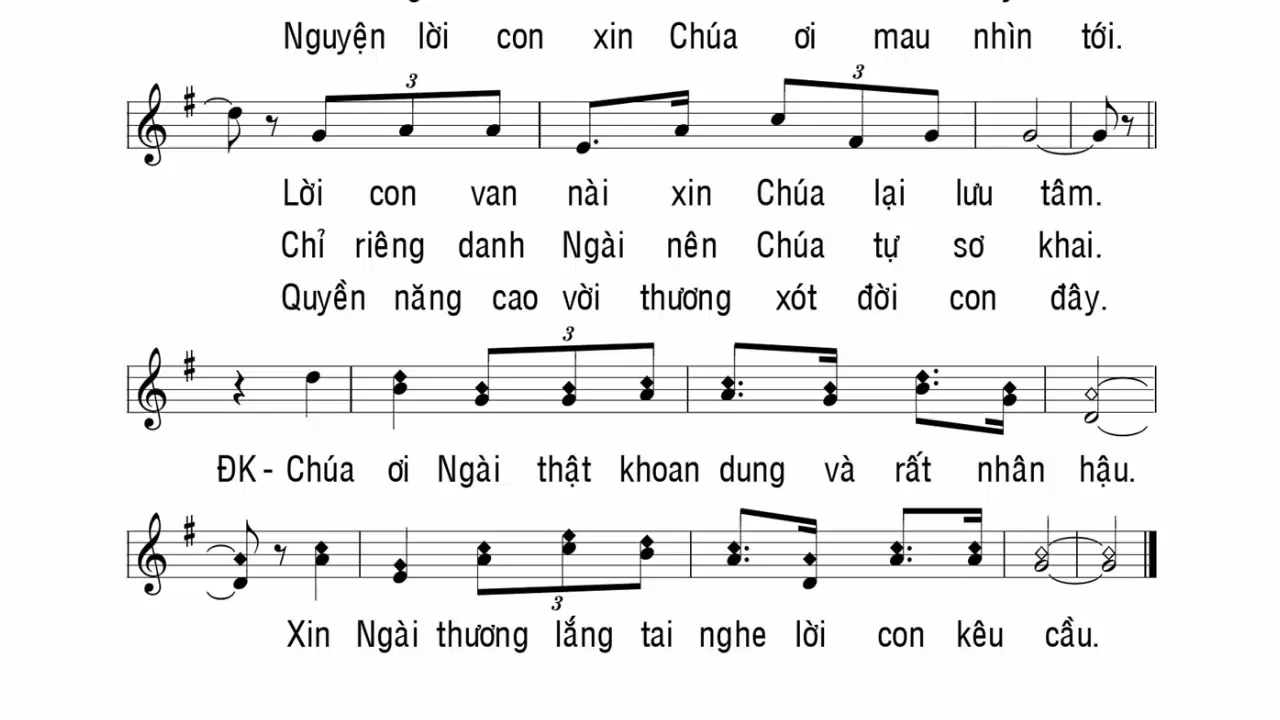 Nguyện lời con xin Chúa ơi mau nhìn tới.
3 3
Lời con van nài xin Chúa lại lưu tâm.
Chỉ riêng danh Ngài nên Chúa tự sơ khai.
Quyền năng cao vời thương xót đời con đây.
3
ĐK- Chúa ơi Ngài thật khoan dung và rất nhân hậu.
3
Xin Ngài thương lắng tai nghe lời con kêu cầu.